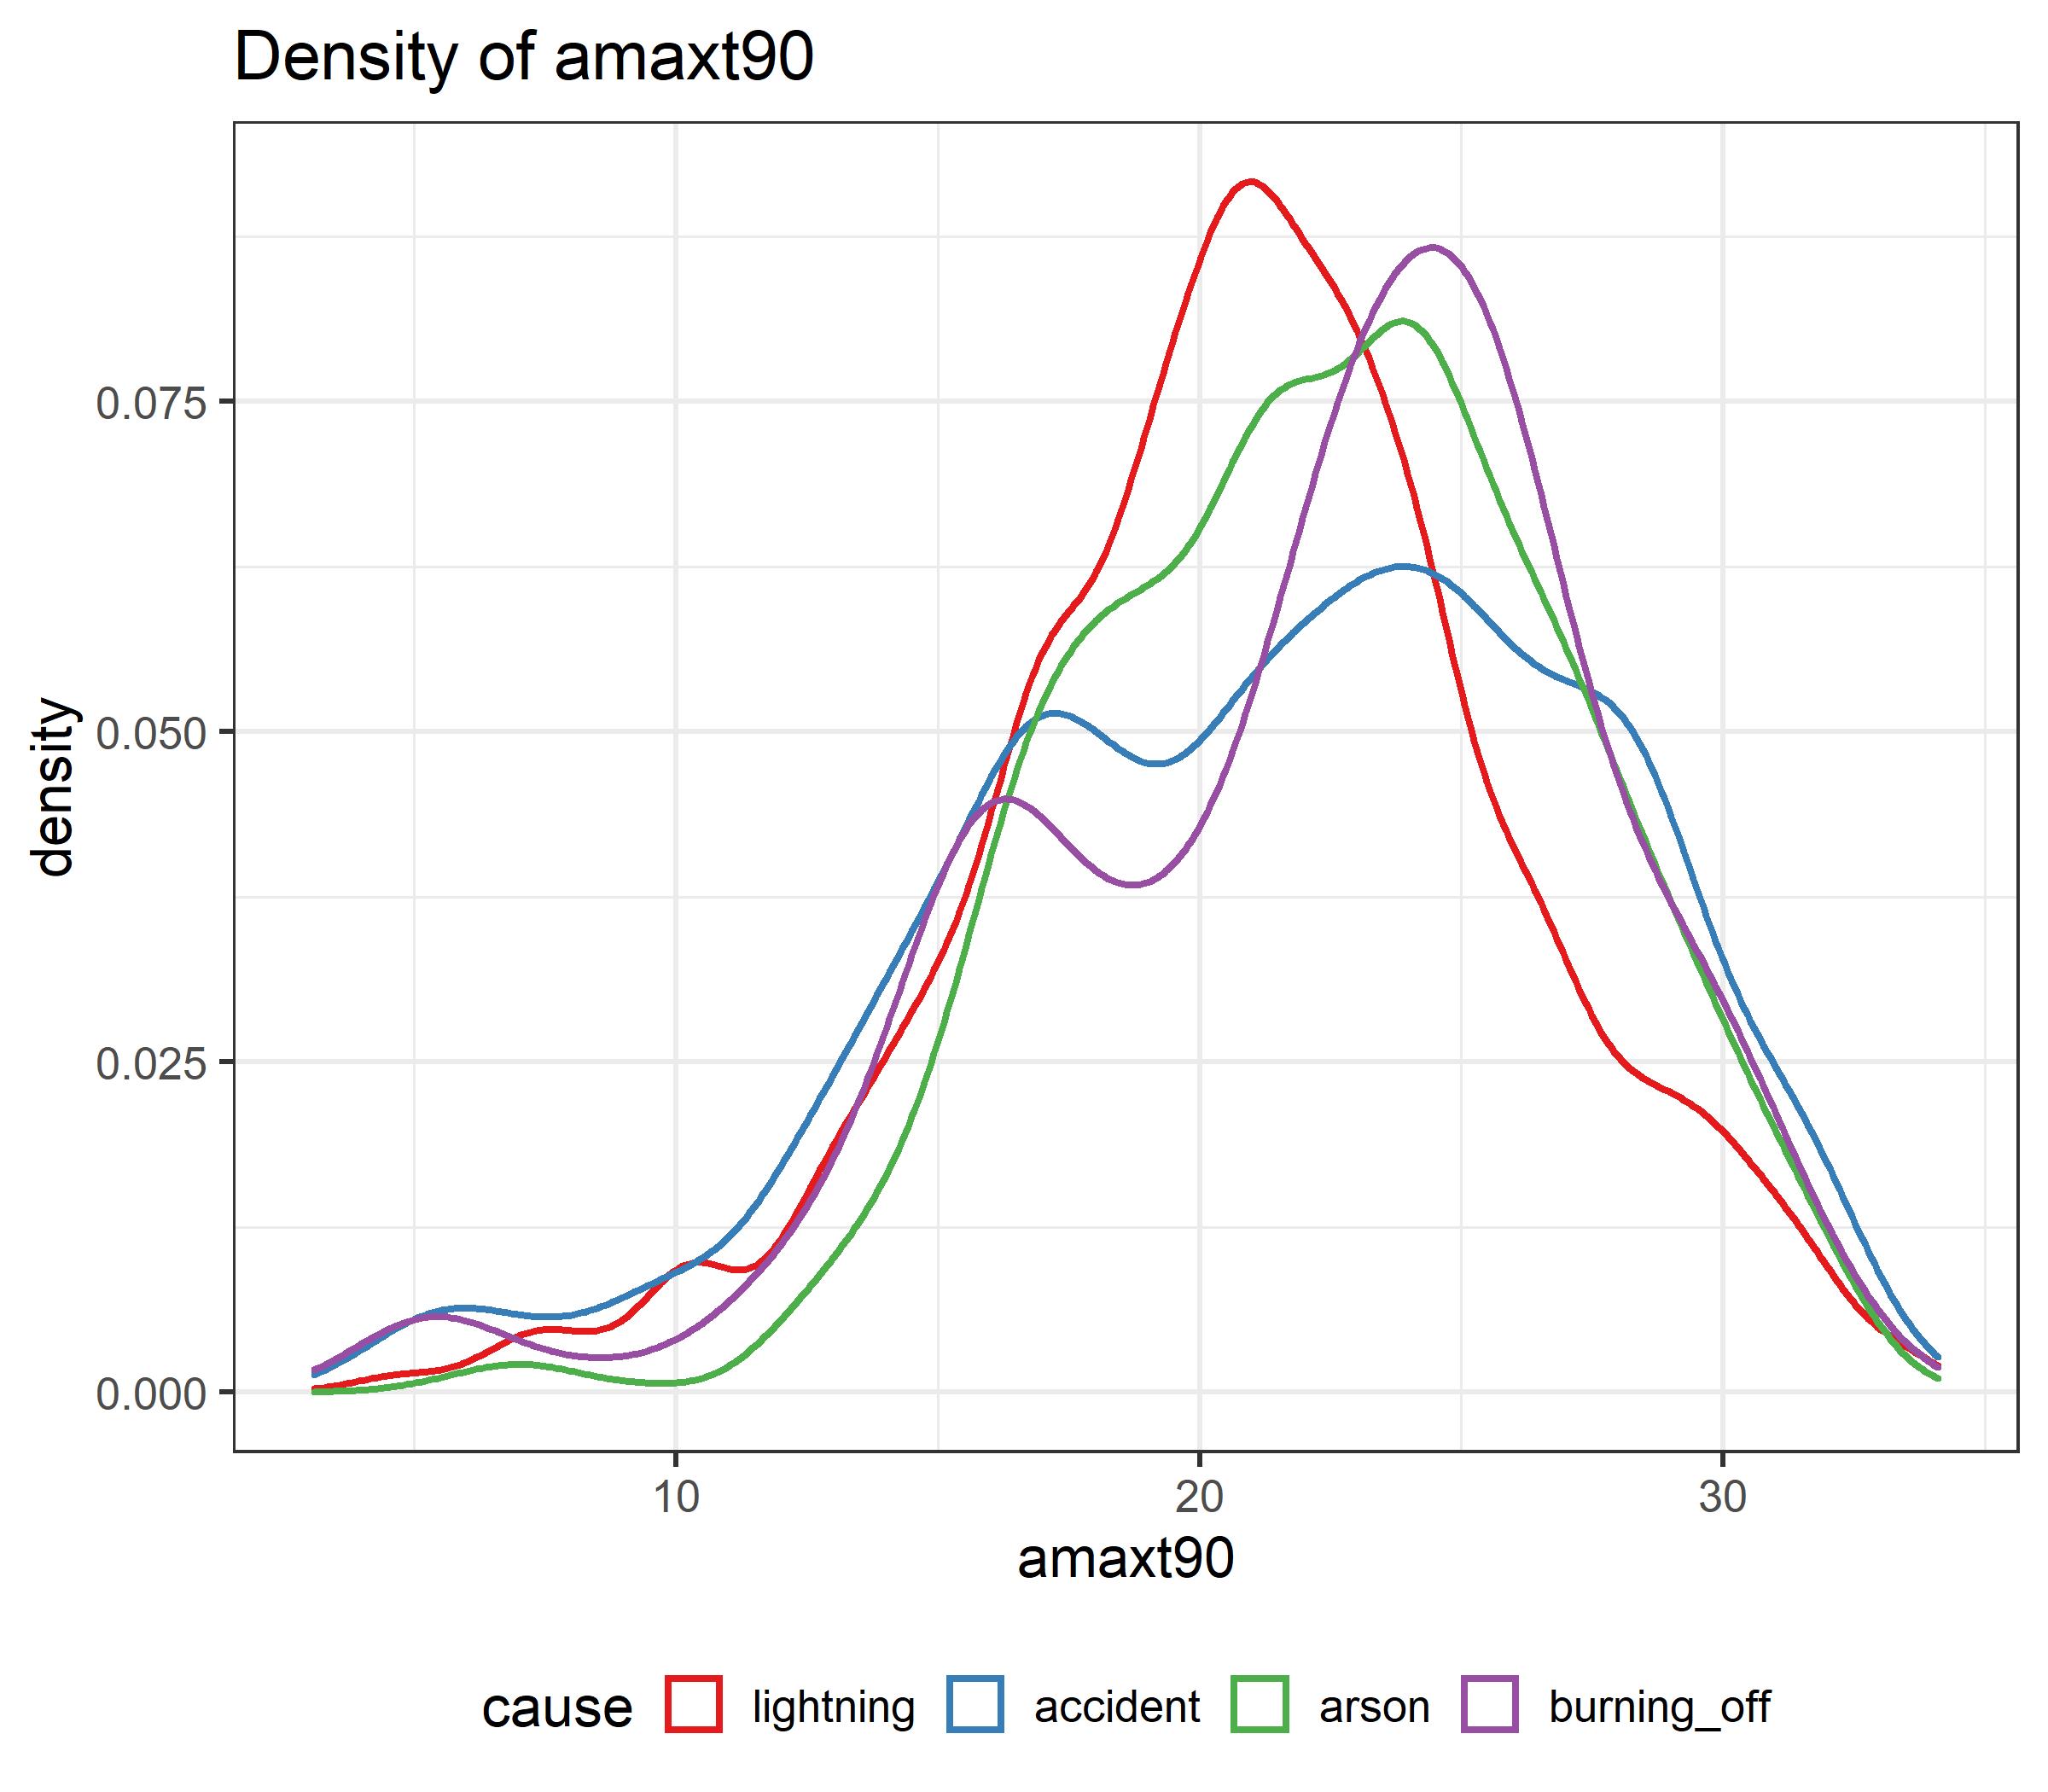 Density of amaxt90
density
0.075
0.050
0.025
0.000
10 20 30
amaxt90
cause lightning accident arson burning_off